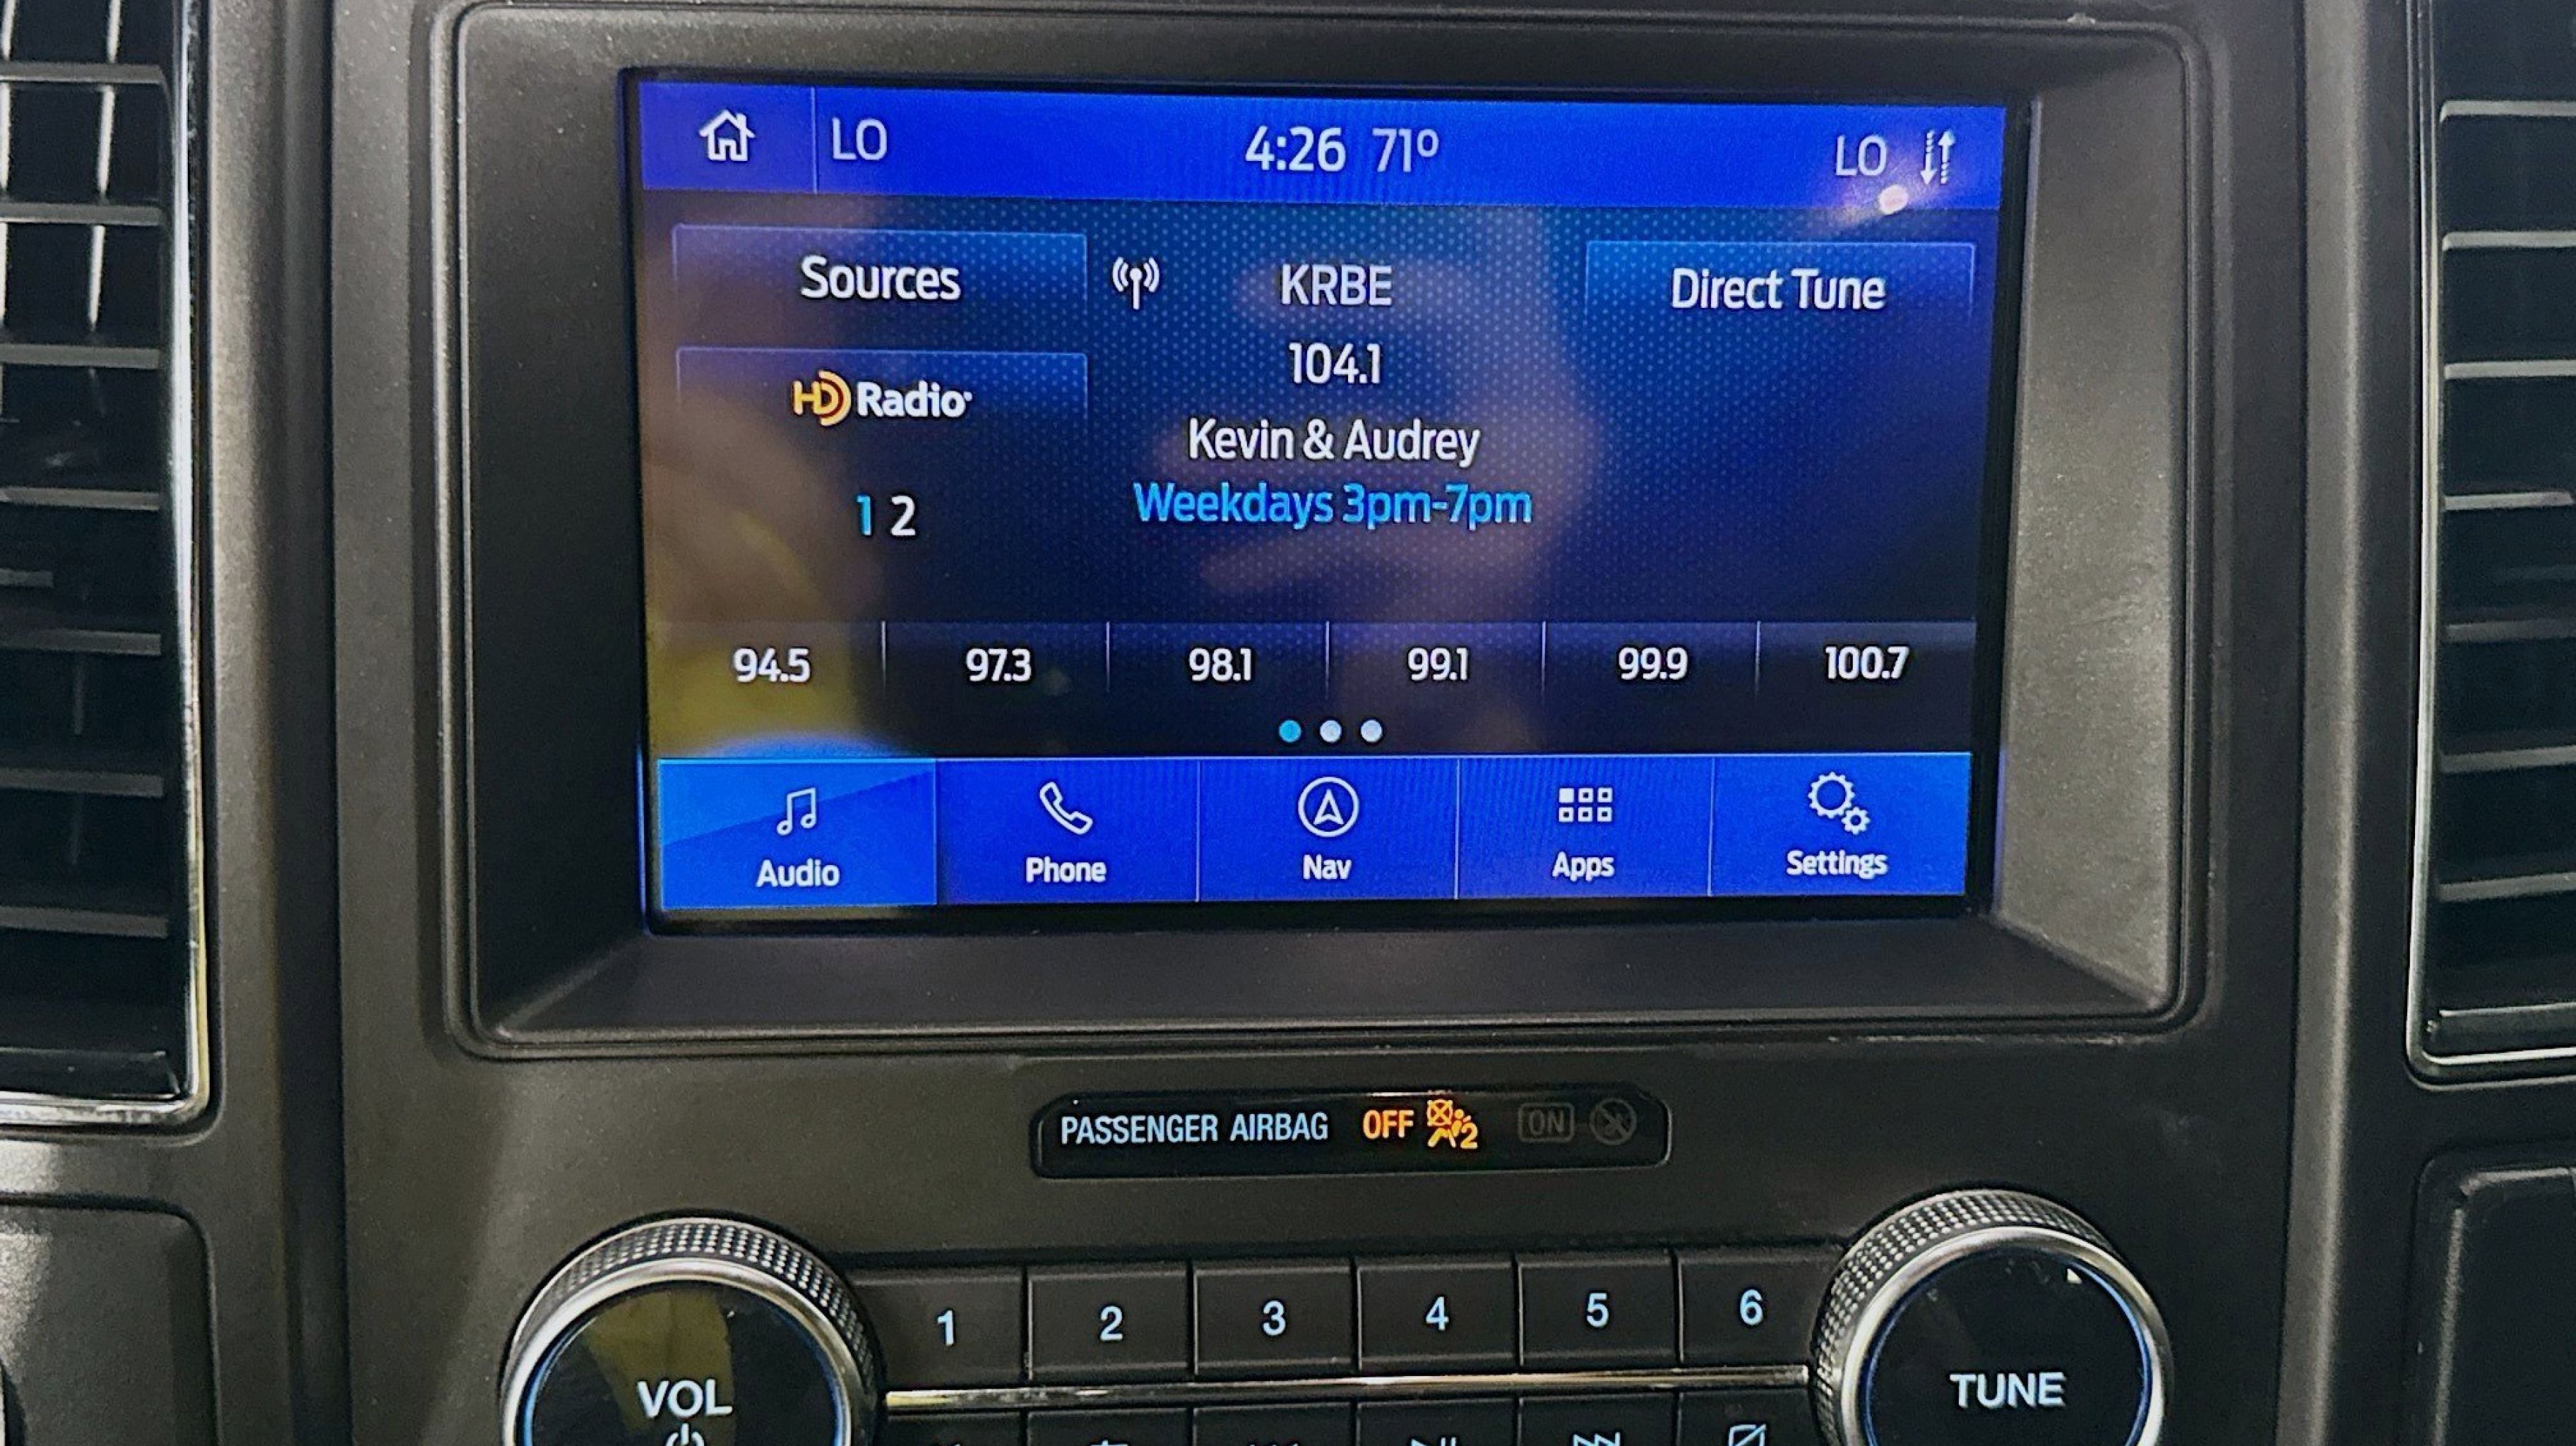 LO 4:26 71° LO
Sources KRBE Direct Tune
104.1
HD Radio
Kevin & Audrey
Weekdays 3pm-7pm
1 2
94.5 97.3 98.1 99.1 99.9 100.7
Audio Phone Nav Apps Settings
PASSENGER AIRBAG OFF 2 ON
1 2 3 4 5 6
VOL TUNE